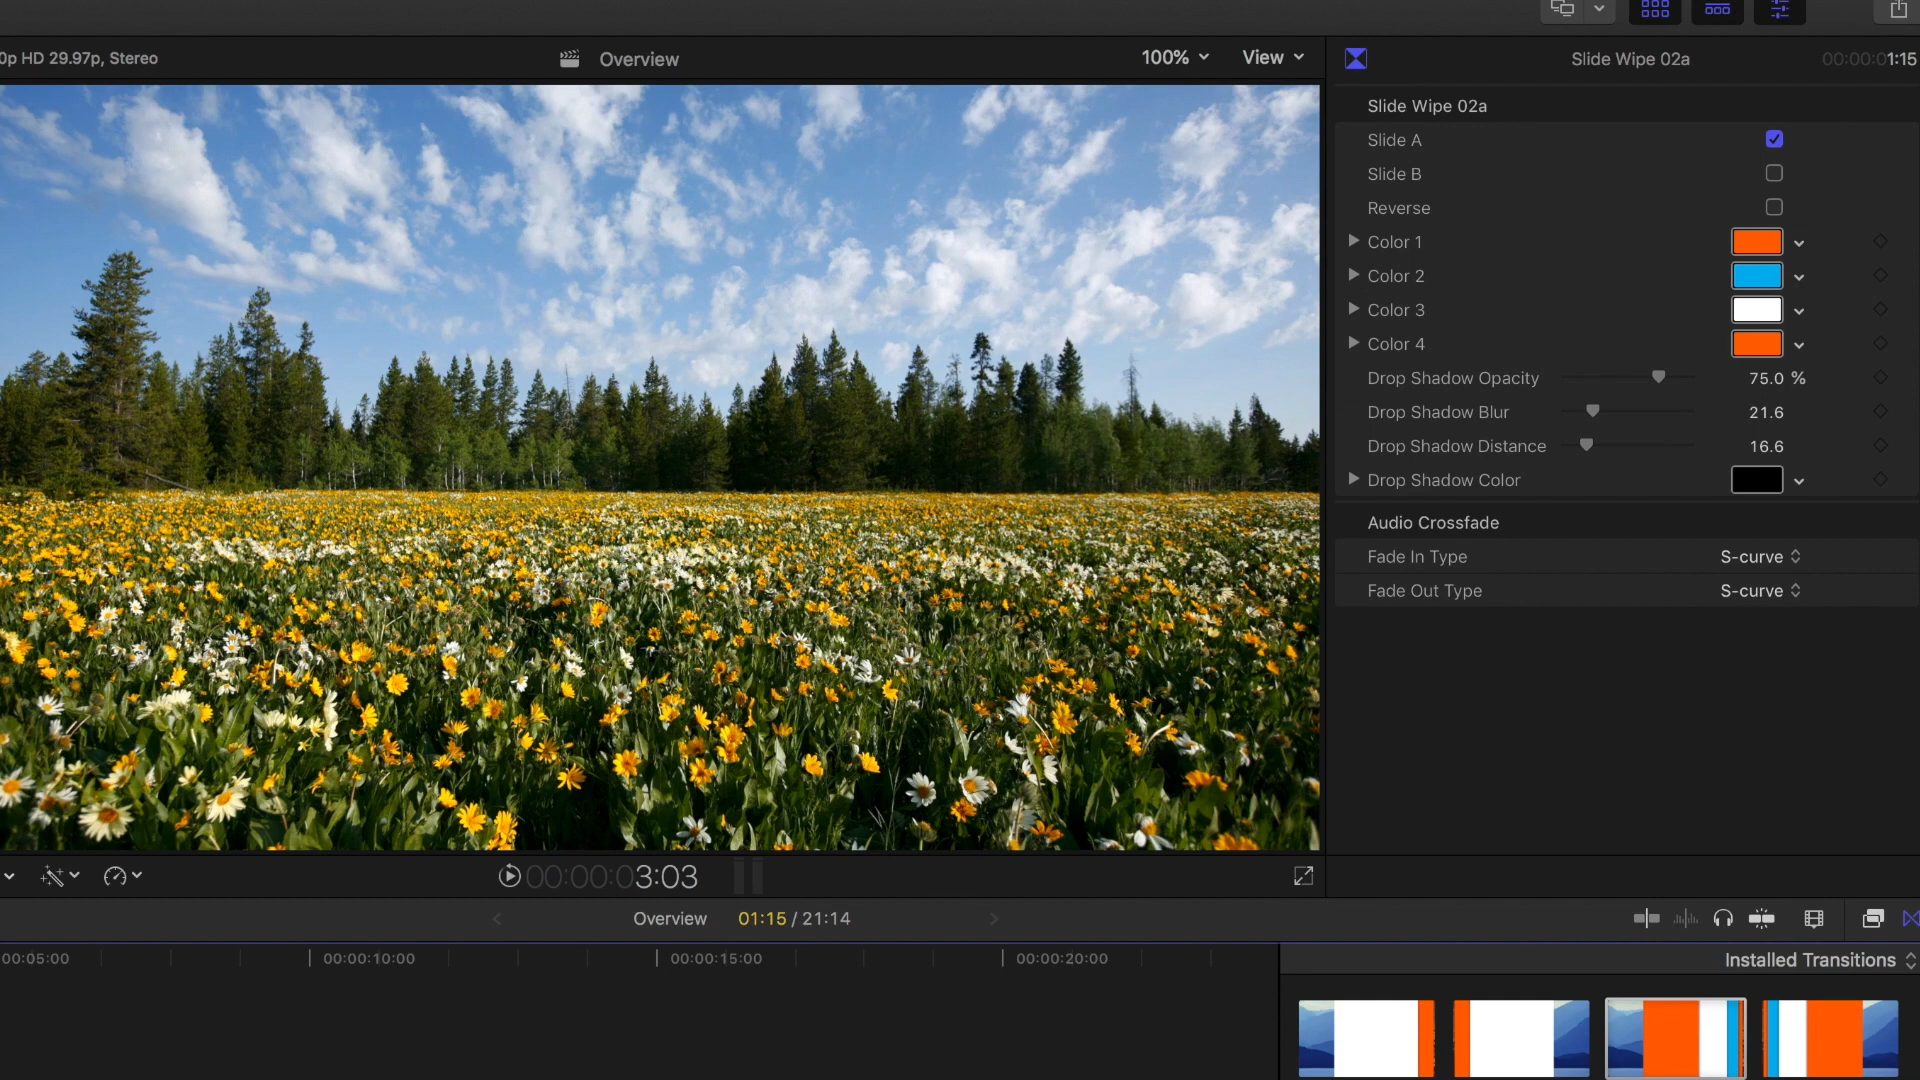 0p HD 29.97p, Stereo
Overview
100%
View
Slide Wipe 02a
00:00:01:15
Slide Wipe 02a
Slide A
Slide B
Reverse
Color 1
Color 2
Color 3
Color 4
Drop Shadow Opacity
75.0 %
Drop Shadow Blur
21.6
Drop Shadow Distance
16.6
Drop Shadow Color
Audio Crossfade
Fade In Type
S-curve
Fade Out Type
S-curve
00:00:03:03
Overview
01:15 / 21:14
00:05:00
00:00:10:00
00:00:15:00
00:00:20:00
Installed Transitions